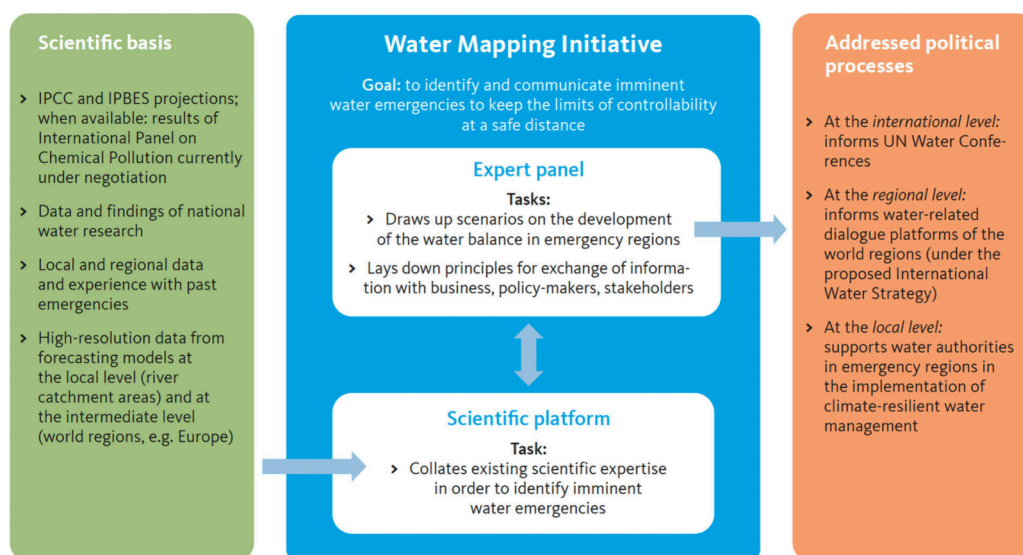 Scientific basis
> IPCC and IPBES projections;
when available: results of
International Panel on
Chemical Pollution currently
under negotiation
> Data and findings of national
water research
> Local and regional data
and experience with past
emergencies
> High-resolution data from
forecasting models at
the local level (river
catchment areas) and at
the intermediate level
(world regions, e.g. Europe)
Water Mapping Initiative
Goal: to identify and communicate imminent
water emergencies to keep the limits of controllability
at a safe distance
Expert panel
Tasks:
> Draws up scenarios on the development
of the water balance in emergency regions
> Lays down principles for exchange of informa-
tion with business, policy-makers, stakeholders
Scientific platform
Task:
> Collates existing scientific expertise
in order to identify imminent
water emergencies
Addressed political
processes
> At the international level:
informs UN Water Confe-
rences
> At the regional level:
informs water-related
dialogue platforms of the
world regions (under the
proposed International
Water Strategy)
> At the local level:
supports water authorities
in emergency regions in
the implementation of
climate-resilient water
management